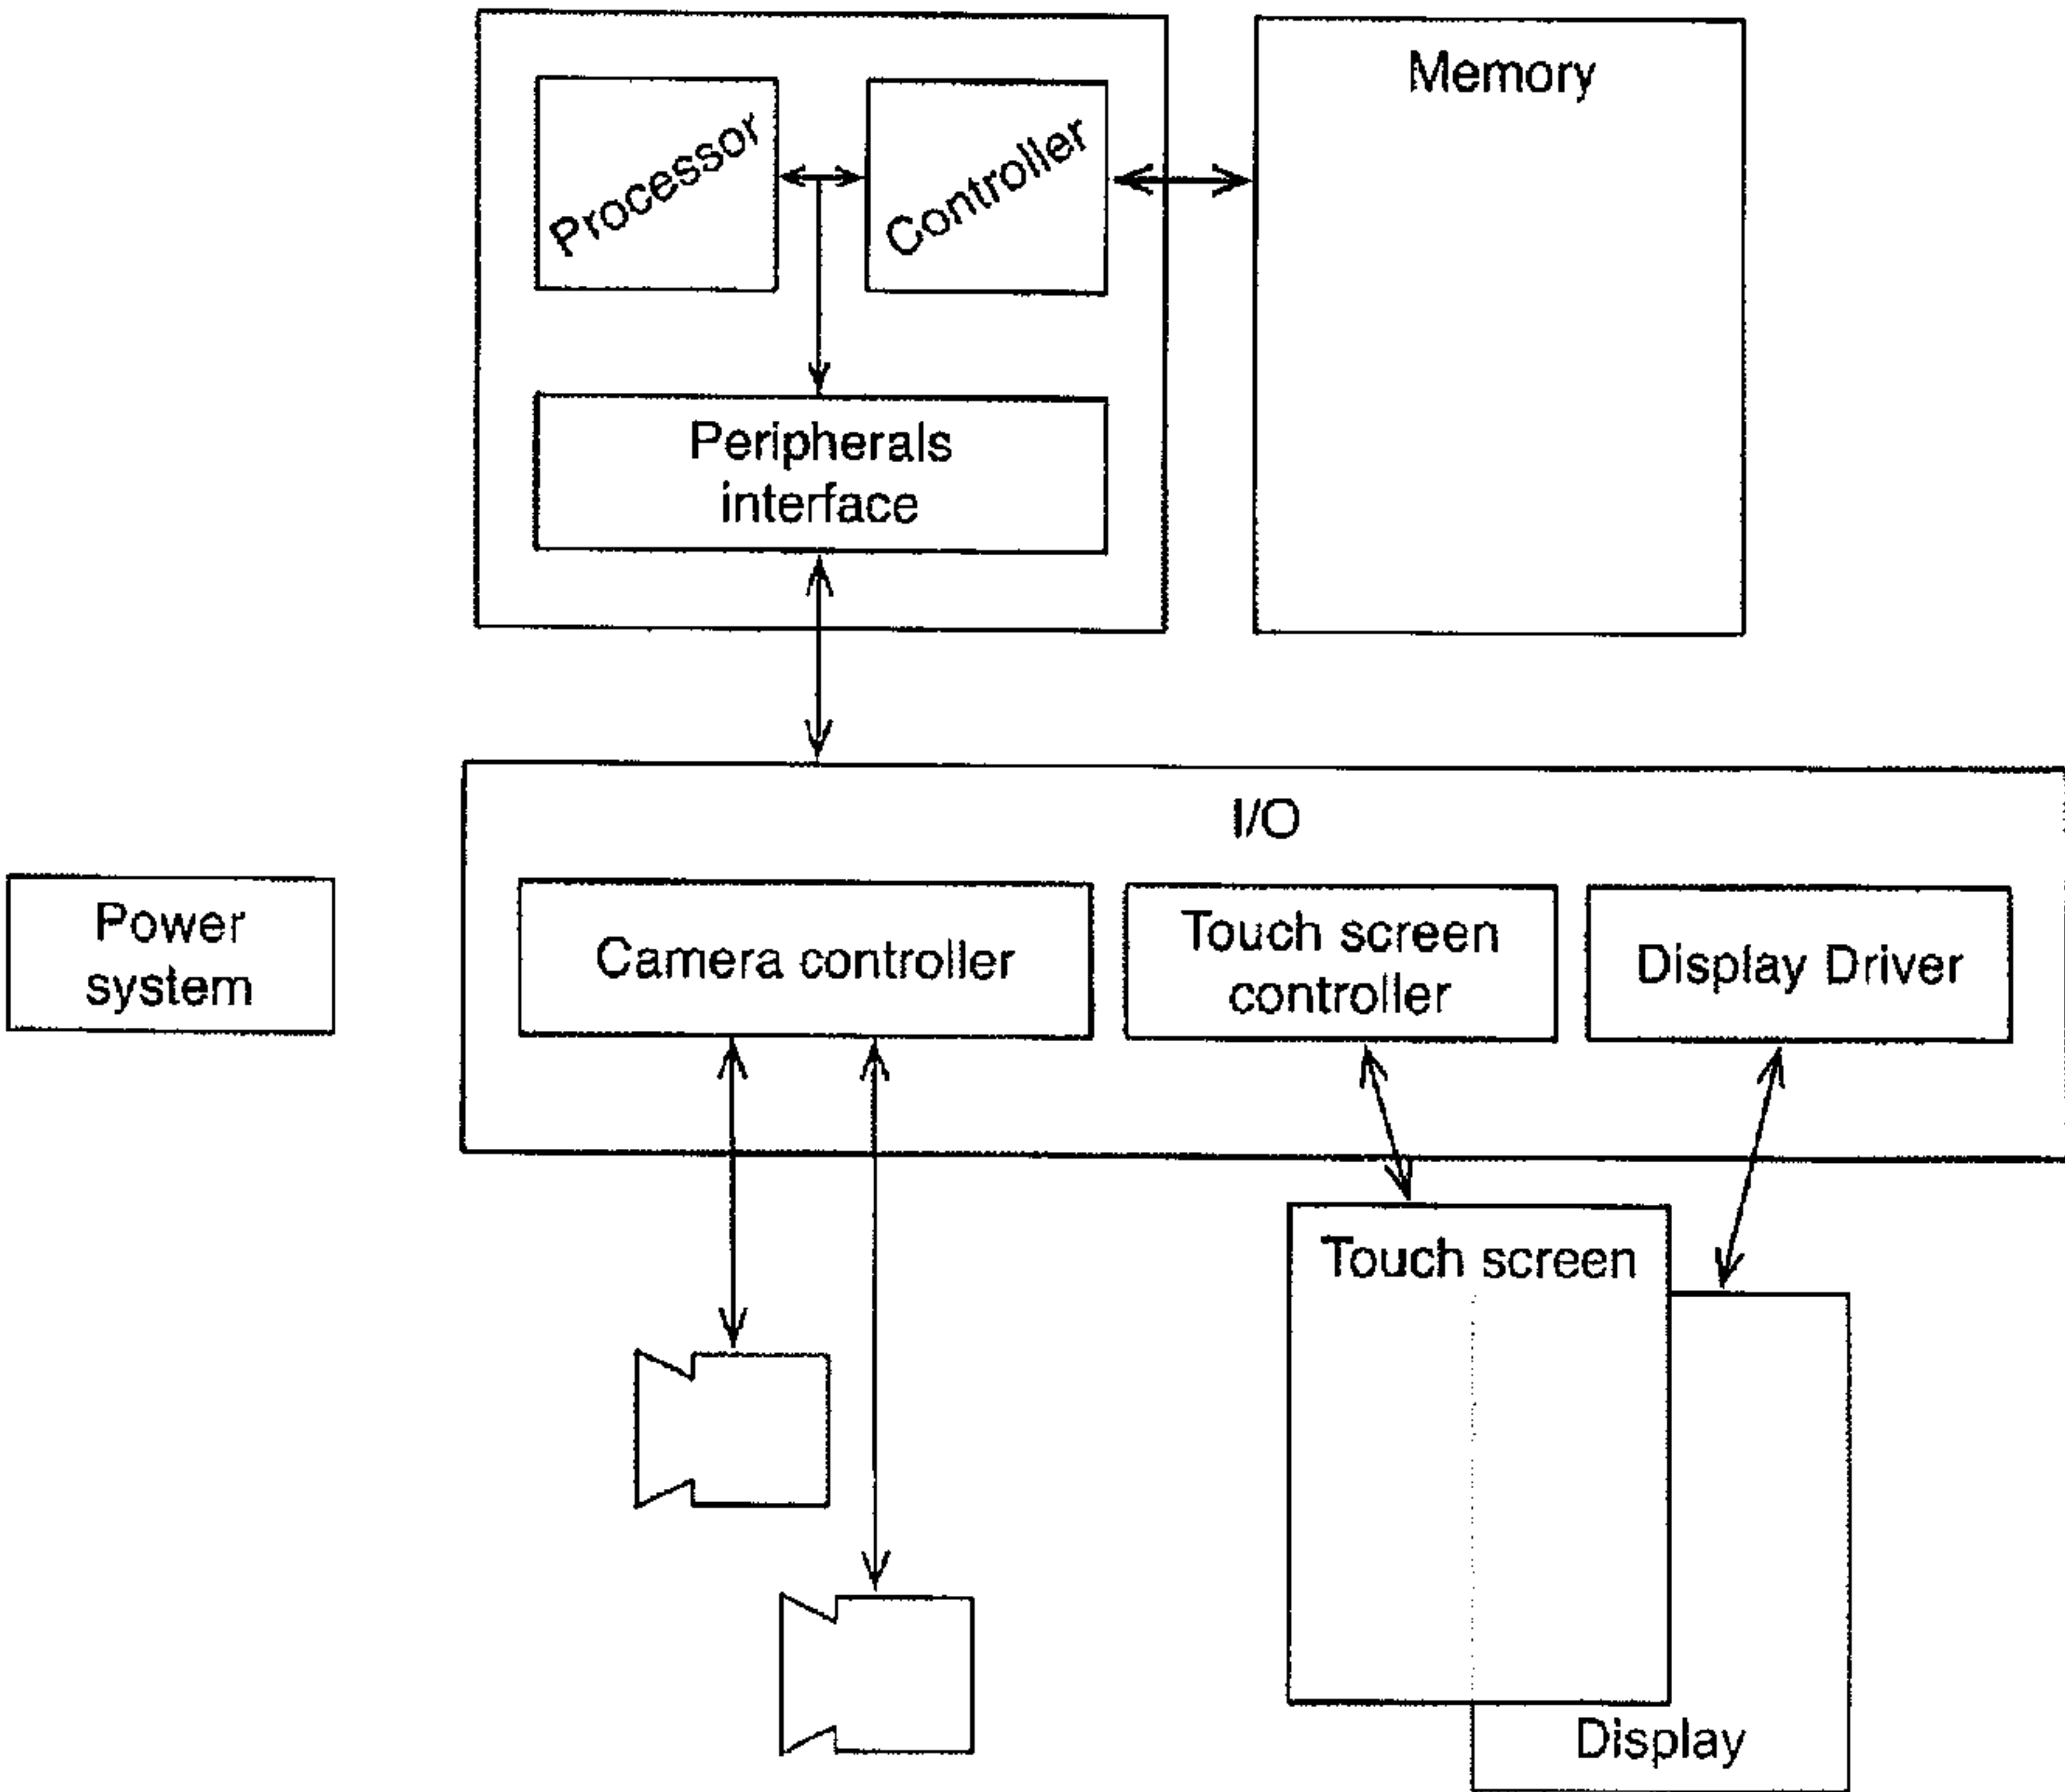 Memory
Processor
Controller
Peripherals
interface
I/O
Power
system
Camera controller
Touch screen
controller
Display Driver
Touch screen
Display